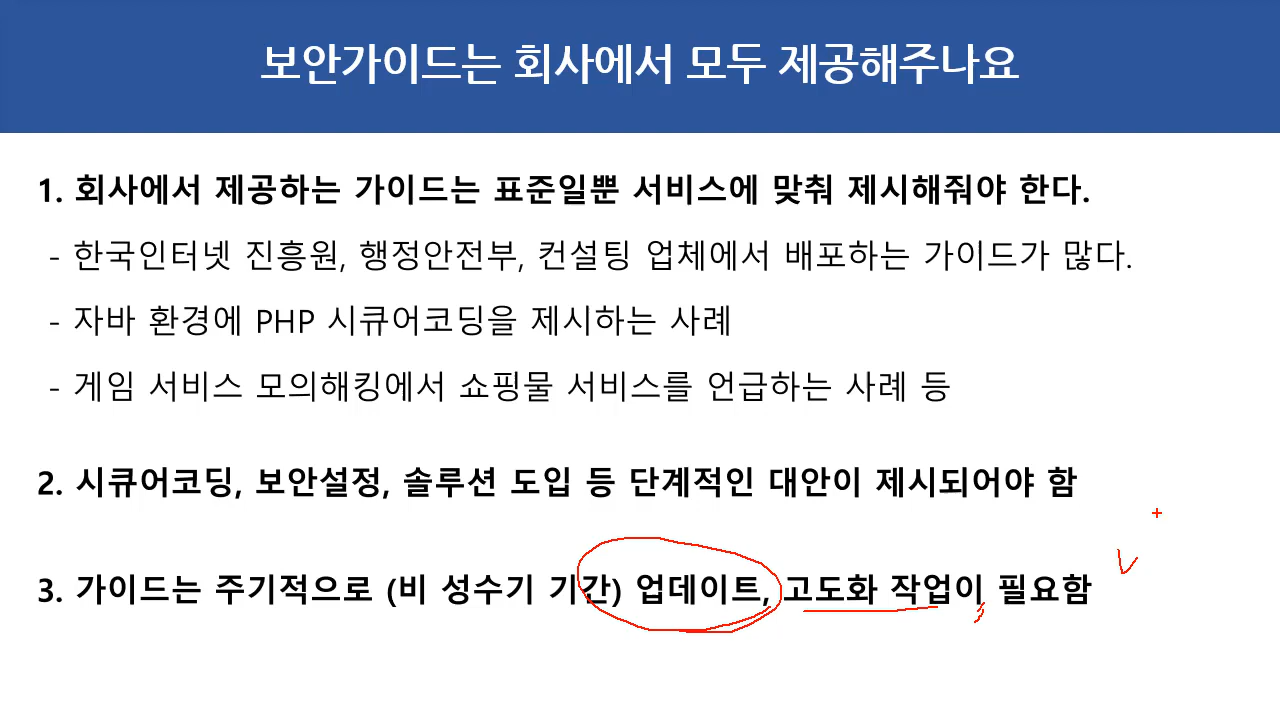 보안가이드는 회사에서 모두 제공해주나요
1. 회사에서 제공하는 가이드는 표준일뿐 서비스에 맞춰 제시해줘야 한다.
- 한국인터넷 진흥원, 행정안전부, 컨설팅 업체에서 배포하는 가이드가 많다.
- 자바 환경에 PHP 시큐어코딩을 제시하는 사례
- 게임 서비스 모의해킹에서 쇼핑물 서비스를 언급하는 사례 등
2. 시큐어코딩, 보안설정, 솔루션 도입 등 단계적인 대안이 제시되어야 함
3. 가이드는 주기적으로 (비 성수기 기간) 업데이트, 고도화 작업이 필요함